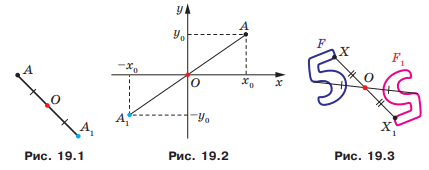 A
O
A₁
Рис. 19.1
y
y₀
A
−x₀
O
x₀
x
A₁
−y₀
Рис. 19.2
F
X
F₁
O
X₁
Рис. 19.3